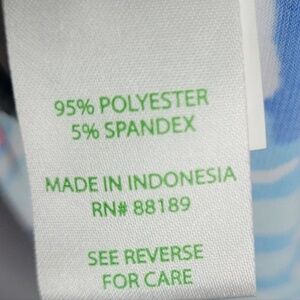 95% POLYESTER
5% SPANDEX
MADE IN INDONESIA
RN# 88189
SEE REVERSE
FOR CARE